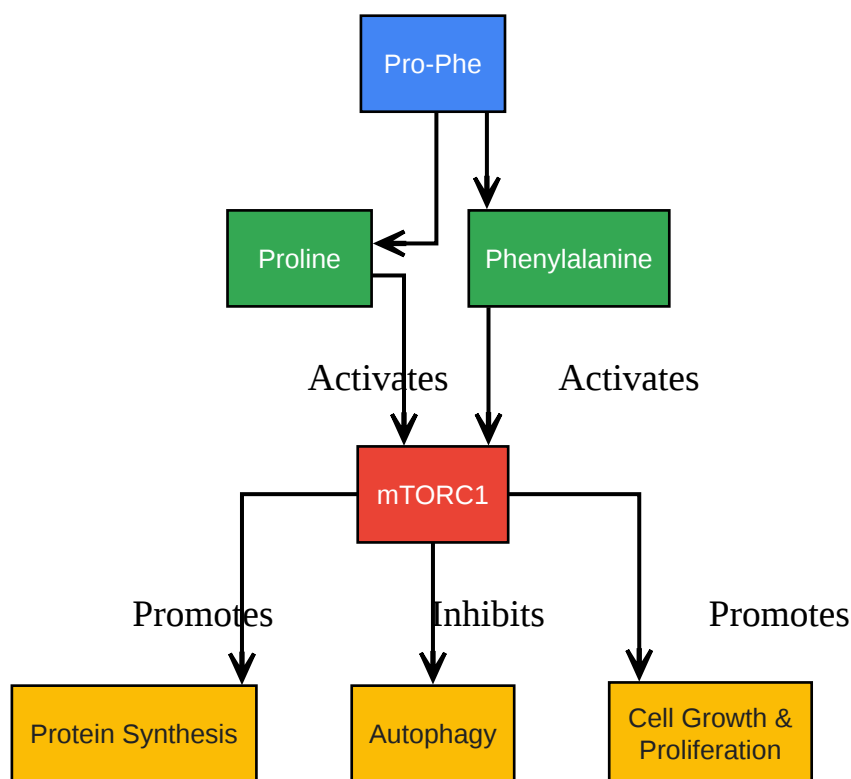 Pro-Phe
Proline
Phenylalanine
Activates
Activates
mTORC1
Promotes
Inhibits
Promotes
Protein Synthesis
Autophagy
Cell Growth &
Proliferation